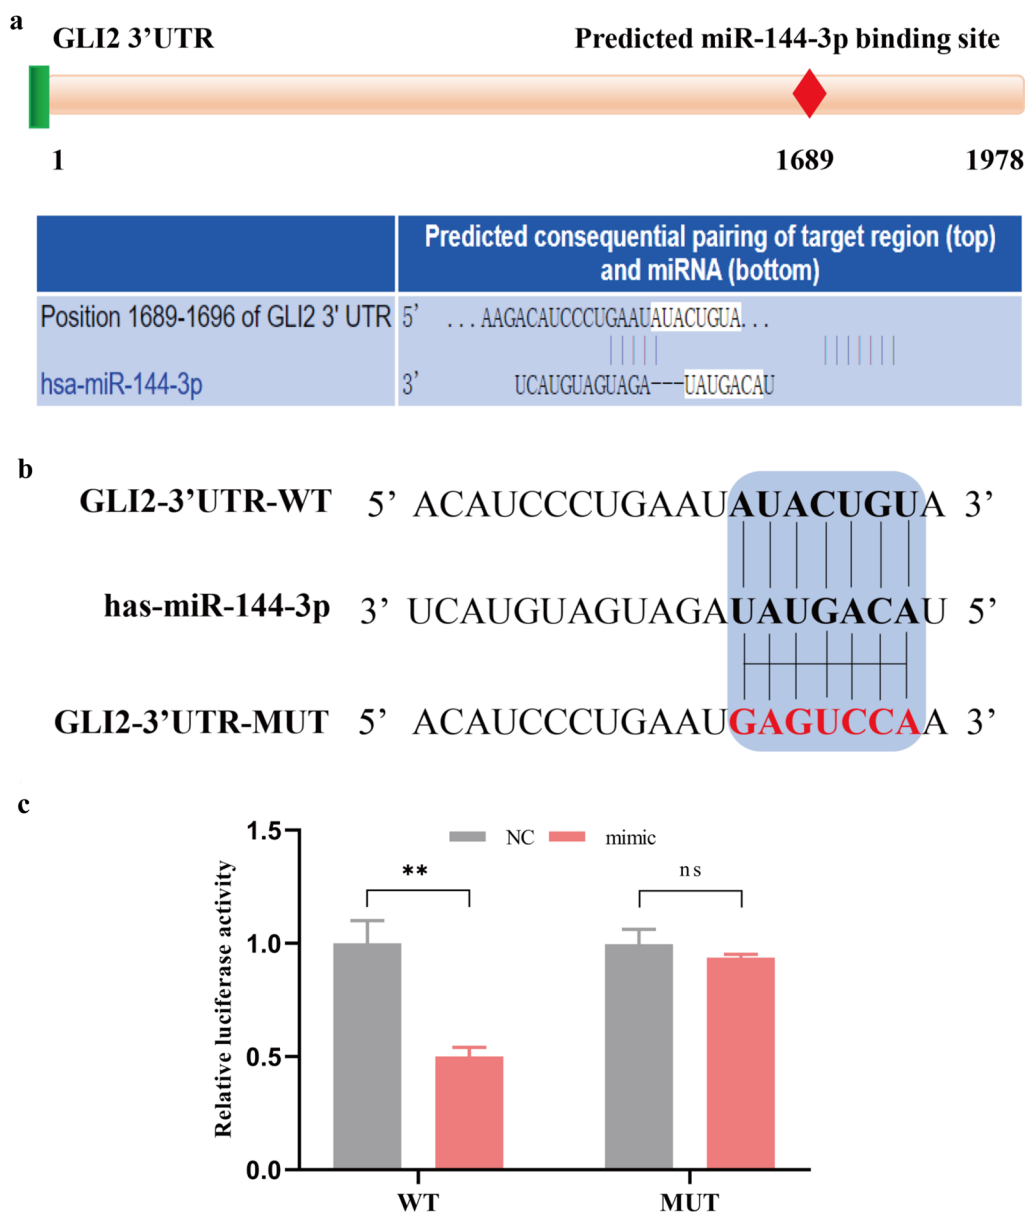 a
GLI2 3’UTR
Predicted miR-144-3p binding site
1
1689
1978
Predicted consequential pairing of target region (top)
and miRNA (bottom)
Position 1689-1696 of GLI2 3' UTR 5’ ...AAGACAUCCCUGAAUAUACUGUA...
hsa-miR-144-3p 3’ UCAUGUAGUAGA---UAUGACAU
b
GLI2-3’UTR-WT 5’ ACAUCCCUGAAUAUACUGUA 3’
has-miR-144-3p 3’ UCAUGUAGUAGAUAUGACAU 5’
GLI2-3’UTR-MUT 5’ ACAUCCCUGAAUGAGUCCAA 3’
c
NC mimic
Relative luciferase activity
1.5
1.0
0.5
0.0
**
ns
WT
MUT